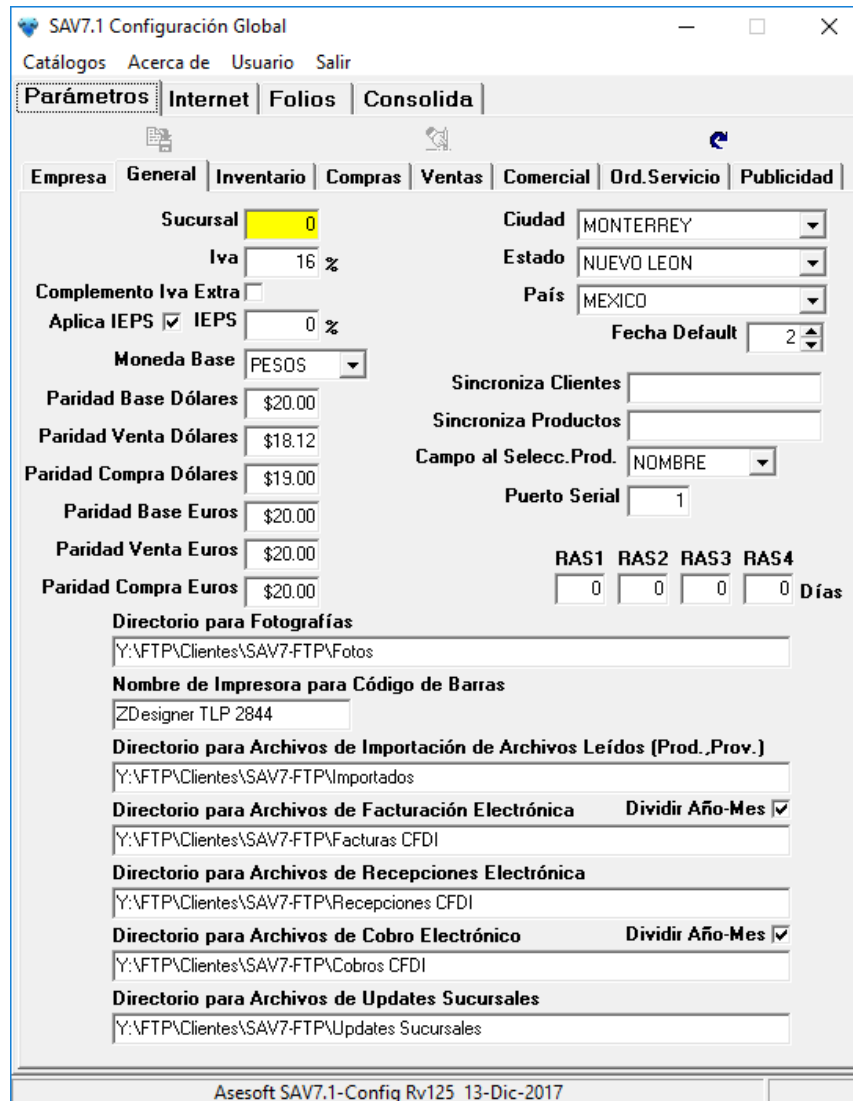 SAV7.1 Configuración Global
Catálogos Acerca de Usuario Salir
Parámetros Internet Folios Consolida
Empresa General Inventario Compras Ventas Comercial Ord.Servicio Publicidad
Sucursal 0 Ciudad MONTERREY
Iva 16 % Estado NUEVO LEON
Complemento Iva Extra País MEXICO
Aplica IEPS IEPS 0 % Fecha Default 2
Moneda Base PESOS
Sincroniza Clientes
Paridad Base Dólares $20.00
Sincroniza Productos
Paridad Venta Dólares $18.12
Campo al Selecc.Prod. NOMBRE
Paridad Compra Dólares $19.00
Puerto Serial 1
Paridad Base Euros $20.00
Paridad Venta Euros $20.00
RAS1 RAS2 RAS3 RAS4
Paridad Compra Euros $20.00 0 0 0 0 Días
Directorio para Fotografías
Y:\FTP\Clientes\SAV7-FTP\Fotos
Nombre de Impresora para Código de Barras
ZDesigner TLP 2844
Directorio para Archivos de Importación de Archivos Leídos (Prod.,Prov.)
Y:\FTP\Clientes\SAV7-FTP\Importados
Directorio para Archivos de Facturación Electrónica Dividir Año-Mes
Y:\FTP\Clientes\SAV7-FTP\Facturas CFDI
Directorio para Archivos de Recepciones Electrónica
Y:\FTP\Clientes\SAV7-FTP\Recepciones CFDI
Directorio para Archivos de Cobro Electrónico Dividir Año-Mes
Y:\FTP\Clientes\SAV7-FTP\Cobros CFDI
Directorio para Archivos de Updates Sucursales
Y:\FTP\Clientes\SAV7-FTP\Updates Sucursales
Asesoft SAV7.1-Config Rv125 13-Dic-2017